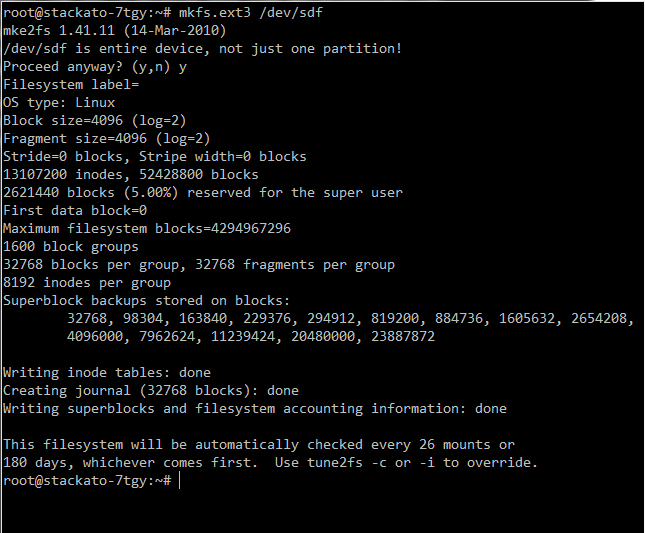 root@stackato-7tgy:~# mkfs.ext3 /dev/sdf
mke2fs 1.41.11 (14-Mar-2010)
/dev/sdf is entire device, not just one partition!
Proceed anyway? (y,n) y
Filesystem label=
OS type: Linux
Block size=4096 (log=2)
Fragment size=4096 (log=2)
Stride=0 blocks, Stripe width=0 blocks
13107200 inodes, 52428800 blocks
2621440 blocks (5.00%) reserved for the super user
First data block=0
Maximum filesystem blocks=4294967296
1600 block groups
32768 blocks per group, 32768 fragments per group
8192 inodes per group
Superblock backups stored on blocks:
        32768, 98304, 163840, 229376, 294912, 819200, 884736, 1605632, 2654208,
        4096000, 7962624, 11239424, 20480000, 23887872

Writing inode tables: done
Creating journal (32768 blocks): done
Writing superblocks and filesystem accounting information: done

This filesystem will be automatically checked every 26 mounts or
180 days, whichever comes first.  Use tune2fs -c or -i to override.
root@stackato-7tgy:~#